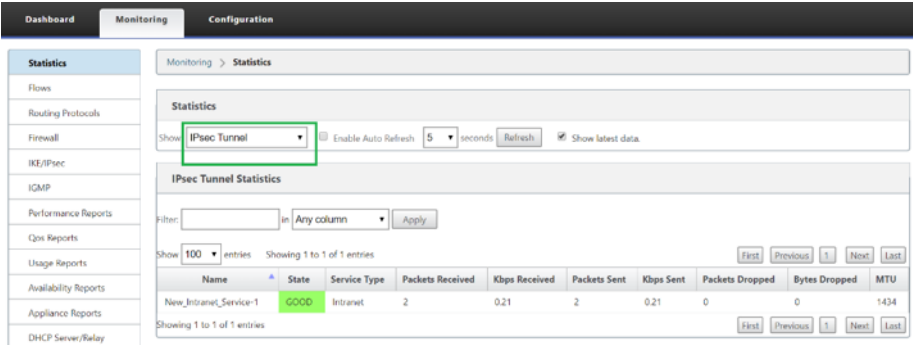 Dashboard Monitoring Configuration
Statistics
Flows
Routing Protocols
Firewall
IKE/IPsec
IGMP
Performance Reports
Qos Reports
Usage Reports
Availability Reports
Appliance Reports
DHCP Server/Relay
Monitoring > Statistics
Statistics
Show IPsec Tunnel Enable Auto Refresh 5 seconds Refresh Show latest data.
IPsec Tunnel Statistics
Filter: in Any column Apply
Show 100 entries Showing 1 to 1 of 1 entries First Previous 1 Next Last
Name State Service Type Packets Received Kbps Received Packets Sent Kbps Sent Packets Dropped Bytes Dropped MTU
New_Intranet_Service-1 GOOD Intranet 2 0.21 2 0.21 0 0 1434
Showing 1 to 1 of 1 entries First Previous 1 Next Last